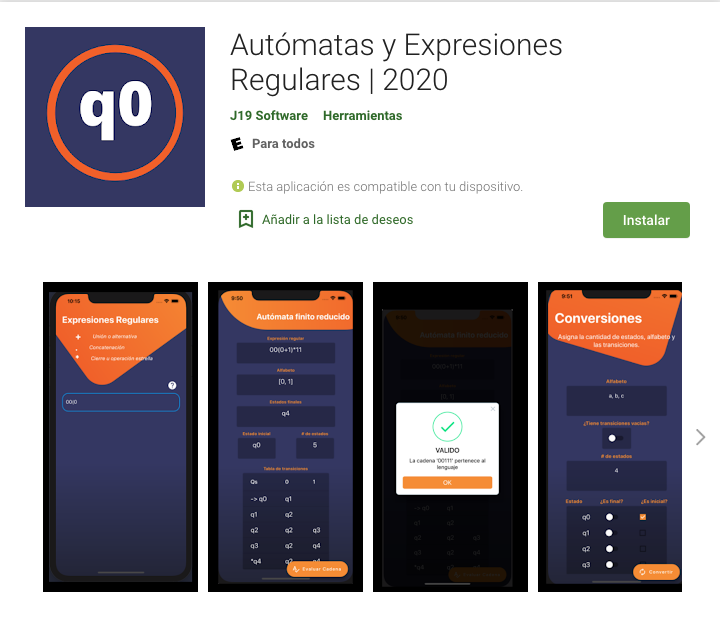 q0
Autómatas y Expresiones
Regulares | 2020
J19 Software Herramientas
E Para todos
Esta aplicación es compatible con tu dispositivo.
Añadir a la lista de deseos
Instalar
10:15
Expresiones Regulares
+ Unión o alternativa
. Concatenación
* Cierre u operación estrella
?
00(0
9:50
Autómata finito reducido
Expresión regular
00(0+1)*11
Alfabeto
[0, 1]
Estados finales
q4
Estado inicial # de estados
q0 5
Tabla de transiciones
Qs 0 1
-> q0 q1
q1 q2
q2 q2 q3
q3 q2 q4
*q4 q2
Evaluar Cadena
VALIDO
La cadena '00111' pertenece al
lenguaje
OK
9:51
Conversiones
Asigna la cantidad de estados, alfabeto y
las transiciones.
Alfabeto
a, b, c
¿Tiene transiciones vacías?
# de estados
4
Estado ¿Es final? ¿Es inicial?
q0
q1
q2
q3
Convertir